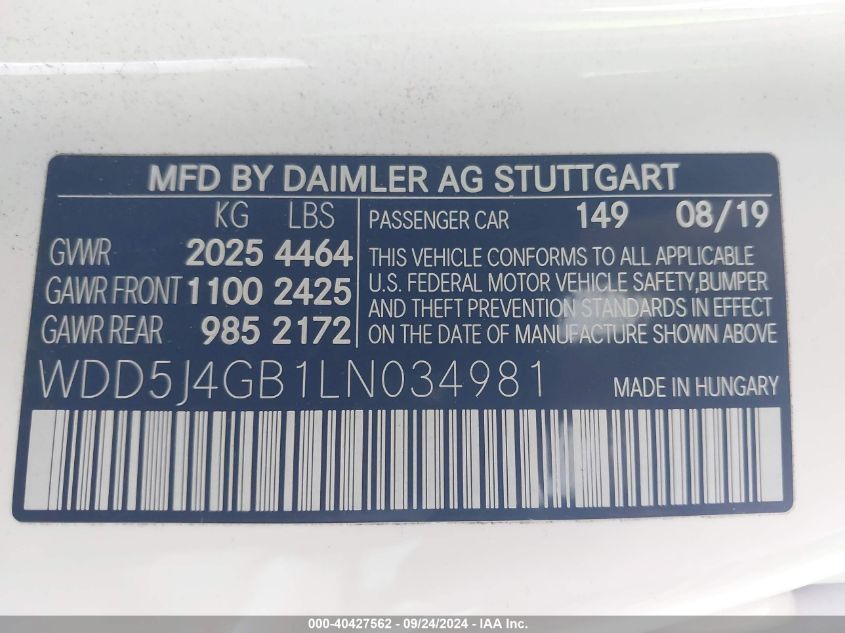 MFD BY DAIMLER AG STUTTGART
KG LBS
GVWR 2025 4464
GAWR FRONT 1100 2425
GAWR REAR 985 2172
PASSENGER CAR 149 08/19
THIS VEHICLE CONFORMS TO ALL APPLICABLE
U.S. FEDERAL MOTOR VEHICLE SAFETY,BUMPER
AND THEFT PREVENTION STANDARDS IN EFFECT
ON THE DATE OF MANUFACTURE SHOWN ABOVE
WDD5J4GB1LN034981
MADE IN HUNGARY
000-40427562 - 09/24/2024 - IAA Inc.